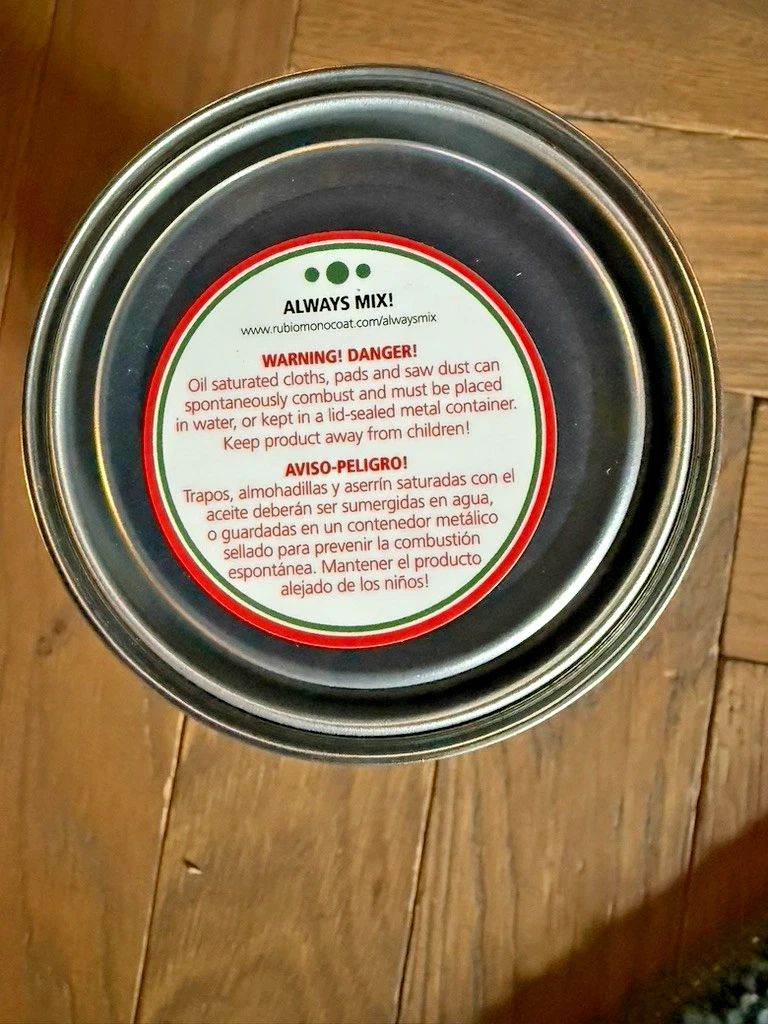 ALWAYS MIX!
www.rubiomonocoat.com/alwaysmix
WARNING! DANGER!
Oil saturated cloths, pads and saw dust can
spontaneously combust and must be placed
in water, or kept in a lid-sealed metal container.
Keep product away from children!
AVISO-PELIGRO!
Trapos, almohadillas y aserrín saturadas con el
aceite deberán ser sumergidas en agua,
o guardadas en un contenedor metálico
sellado para prevenir la combustión
espontánea. Mantener el producto
alejado de los niños!